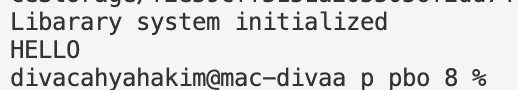 Libarary system initialized
HELLO
divacahyahakim@mac-divaa p pbo 8 %